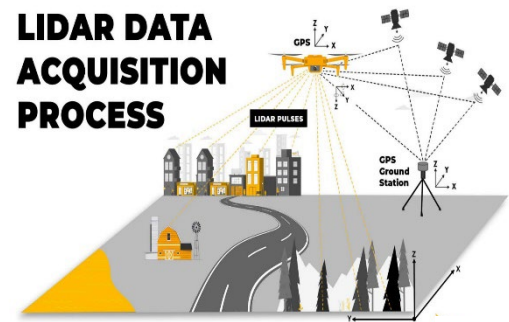 LIDAR DATA
ACQUISITION
PROCESS
GPS
Z
Y
X
X
Y
Z
LIDAR PULSES
GPS
Ground
Station
Z
Y
X
Z
X
Y